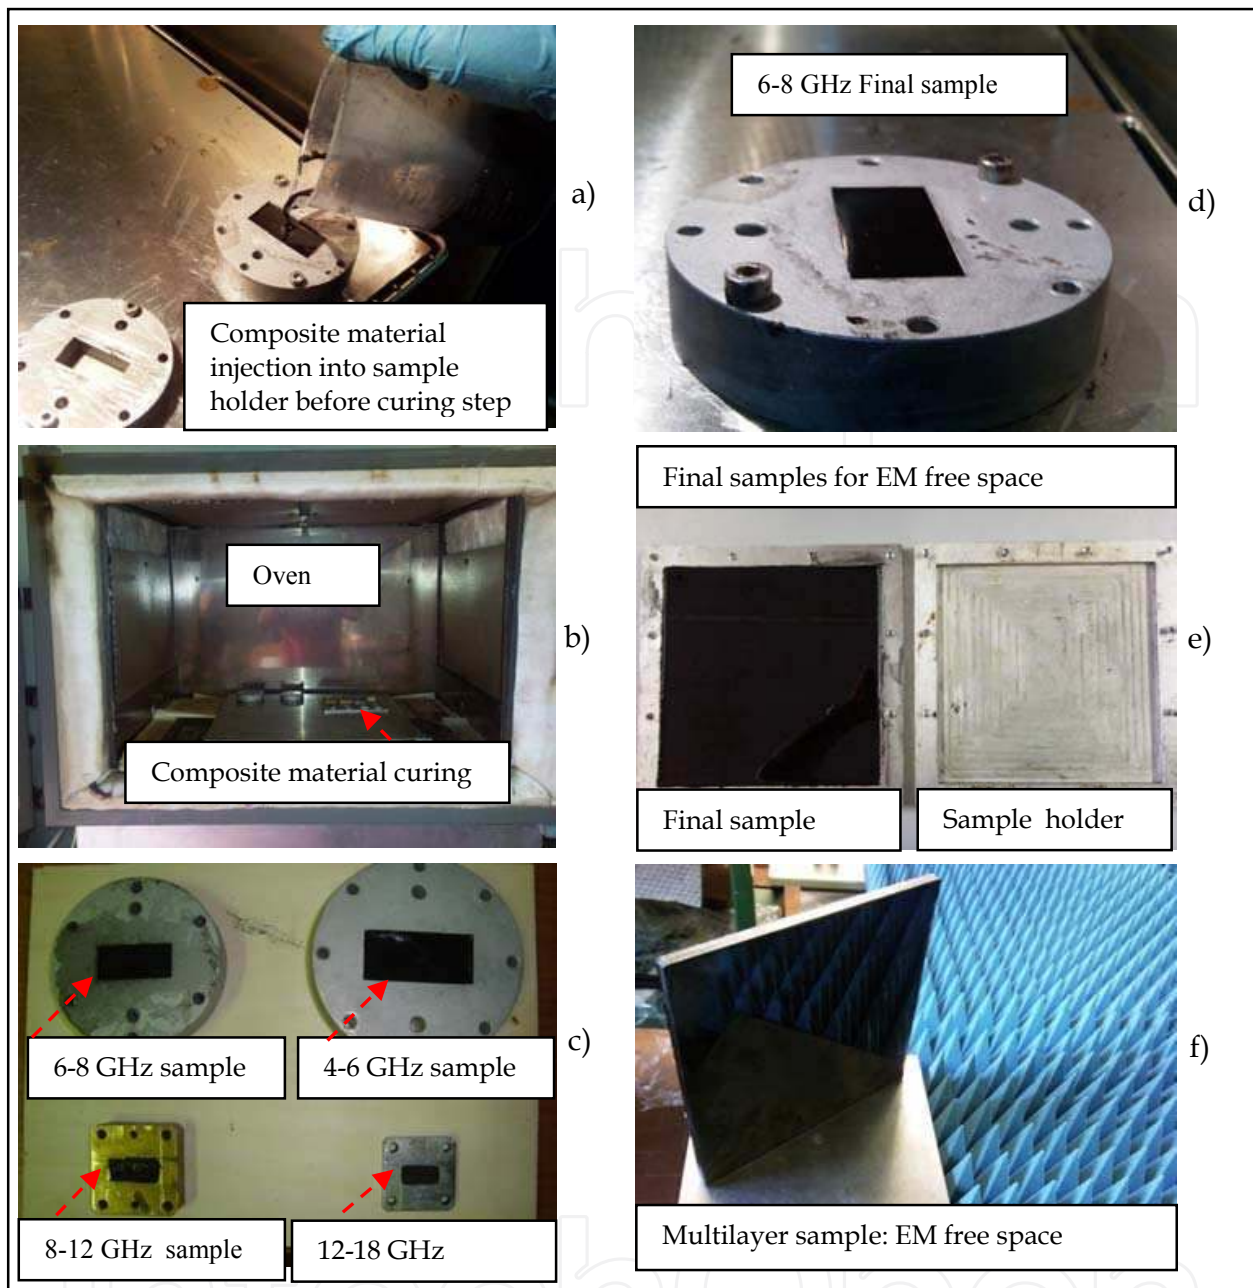 a)
Composite material
injection into sample
holder before curing step
Oven
b)
Composite material curing
6-8 GHz sample
4-6 GHz sample
c)
8-12 GHz sample
12-18 GHz
6-8 GHz Final sample
d)
Final samples for EM free space
e)
Final sample
Sample holder
f)
Multilayer sample: EM free space